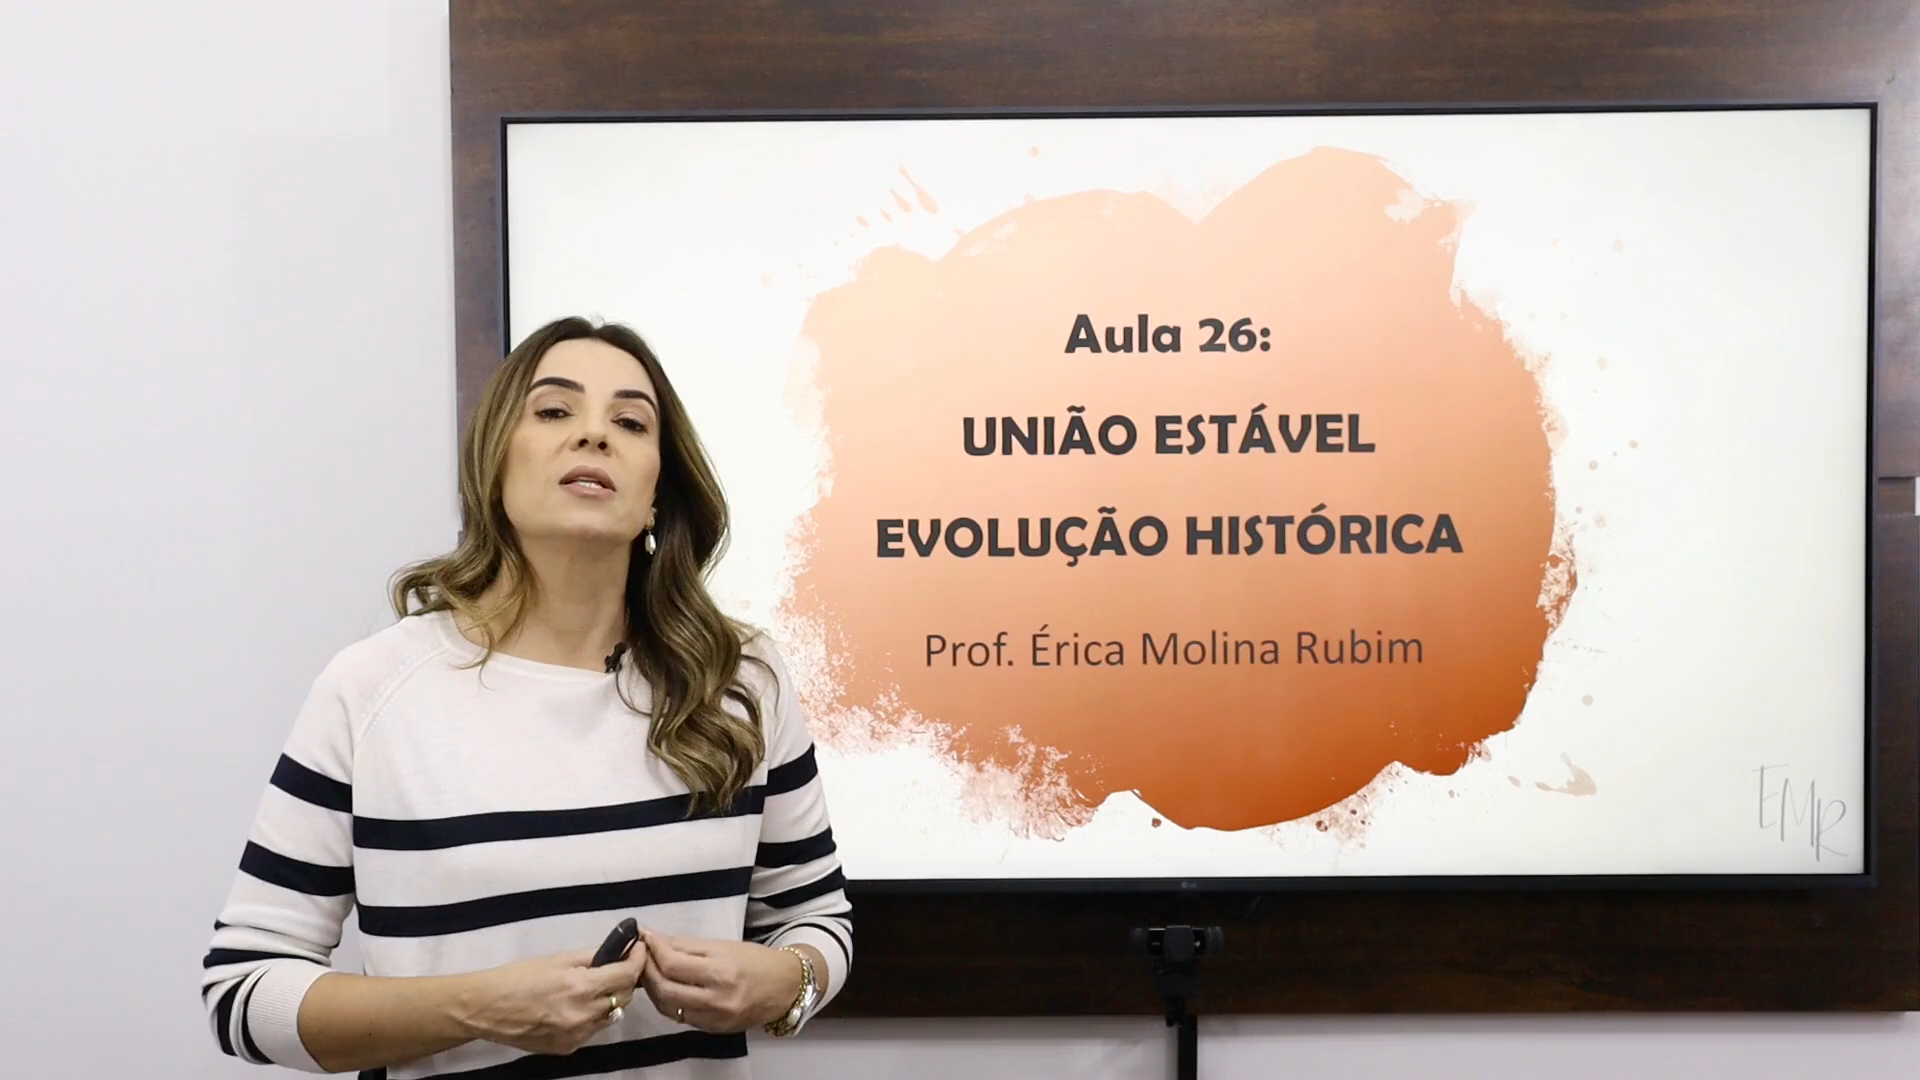 Aula 26:
UNIÃO ESTÁVEL
EVOLUÇÃO HISTÓRICA
Prof. Érica Molina Rubim
EMR
LG